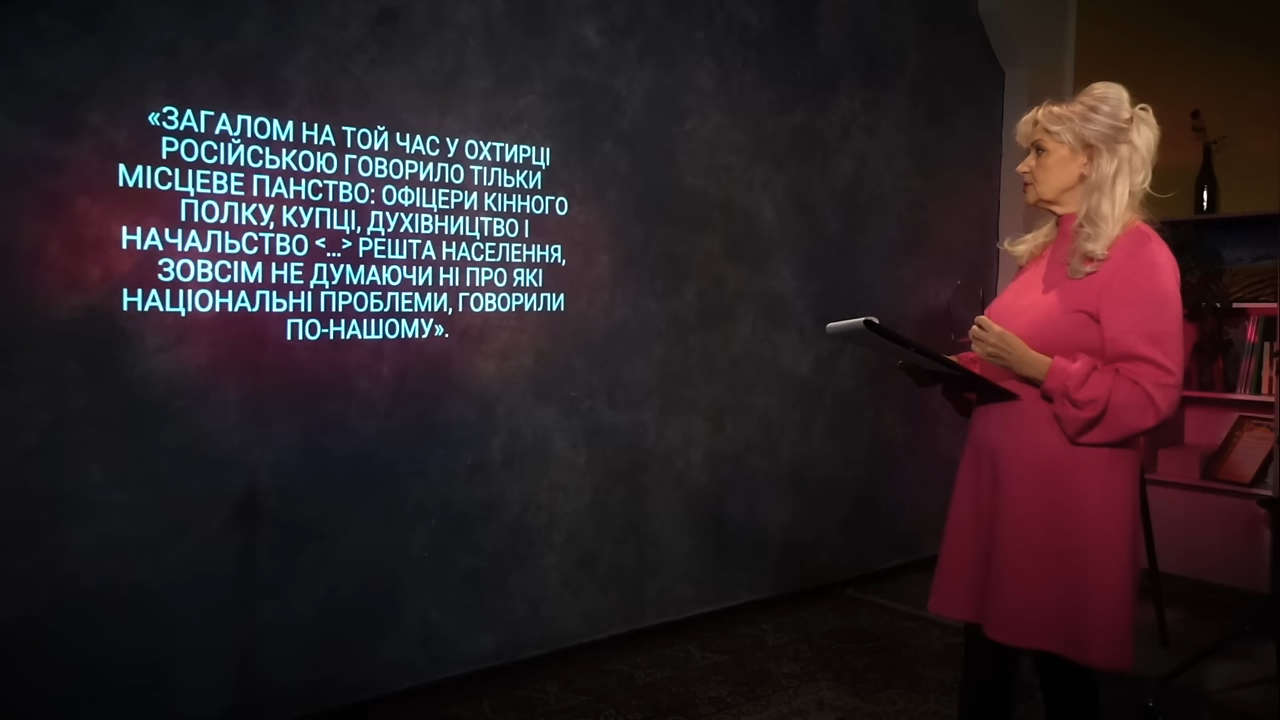 «ЗАГАЛОМ НА ТОЙ ЧАС У ОХТИРЦІ
РОСІЙСЬКОЮ ГОВОРИЛО ТІЛЬКИ
МІСЦЕВЕ ПАНСТВО: ОФІЦЕРИ КІННОГО
ПОЛКУ, КУПЦІ, ДУХІВНИЦТВО І
НАЧАЛЬСТВО <...> РЕШТА НАСЕЛЕННЯ,
ЗОВСІМ НЕ ДУМАЮЧИ НІ ПРО ЯКІ
НАЦІОНАЛЬНІ ПРОБЛЕМИ, ГОВОРИЛИ
ПО-НАШОМУ».